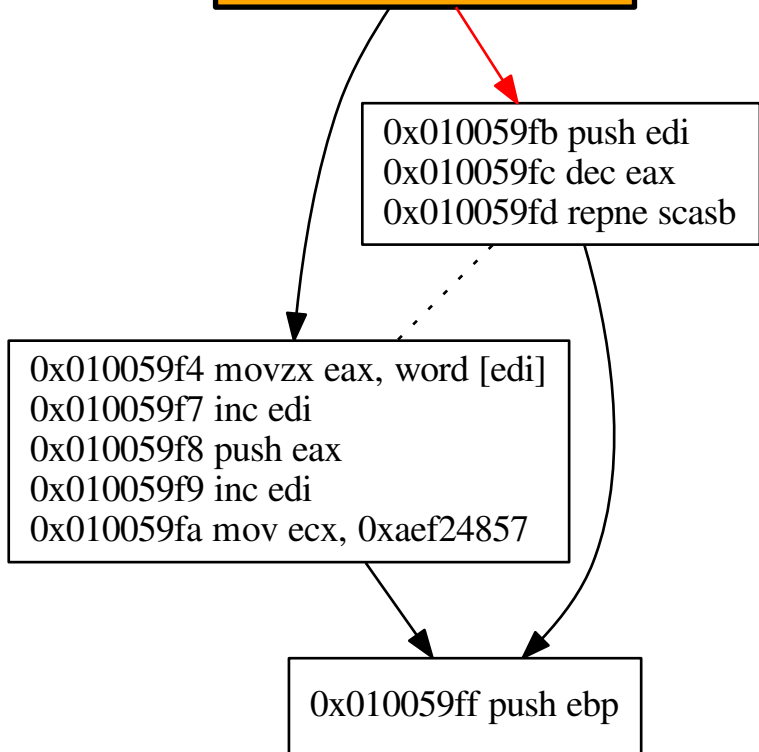 0x010059fb push edi
0x010059fc dec eax
0x010059fd repne scasb
0x010059f4 movzx eax, word [edi]
0x010059f7 inc edi
0x010059f8 push eax
0x010059f9 inc edi
0x010059fa mov ecx, 0xaef24857
0x010059ff push ebp